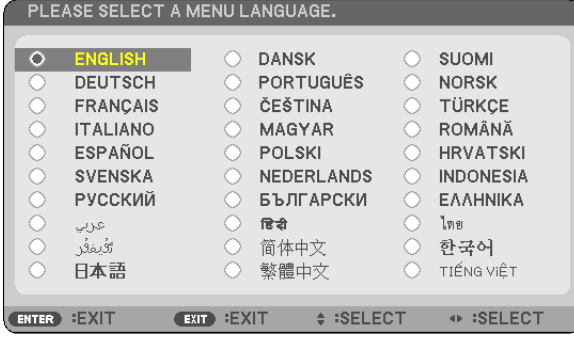 PLEASE SELECT A MENU LANGUAGE.
ENGLISH DANSK SUOMI
DEUTSCH PORTUGUÊS NORSK
FRANÇAIS ČEŠTINA TÜRKÇE
ITALIANO MAGYAR ROMÂNĂ
ESPAÑOL POLSKI HRVATSKI
SVENSKA NEDERLANDS INDONESIA
РУССКИЙ БЪЛГАРСКИ ΕΛΛΗΝΙΚΑ
عربي हिंदी ไทย
简体中文 한국어
日本語 繁體中文 TIẾNG VIỆT
ENTER :EXIT EXIT :EXIT :SELECT :SELECT